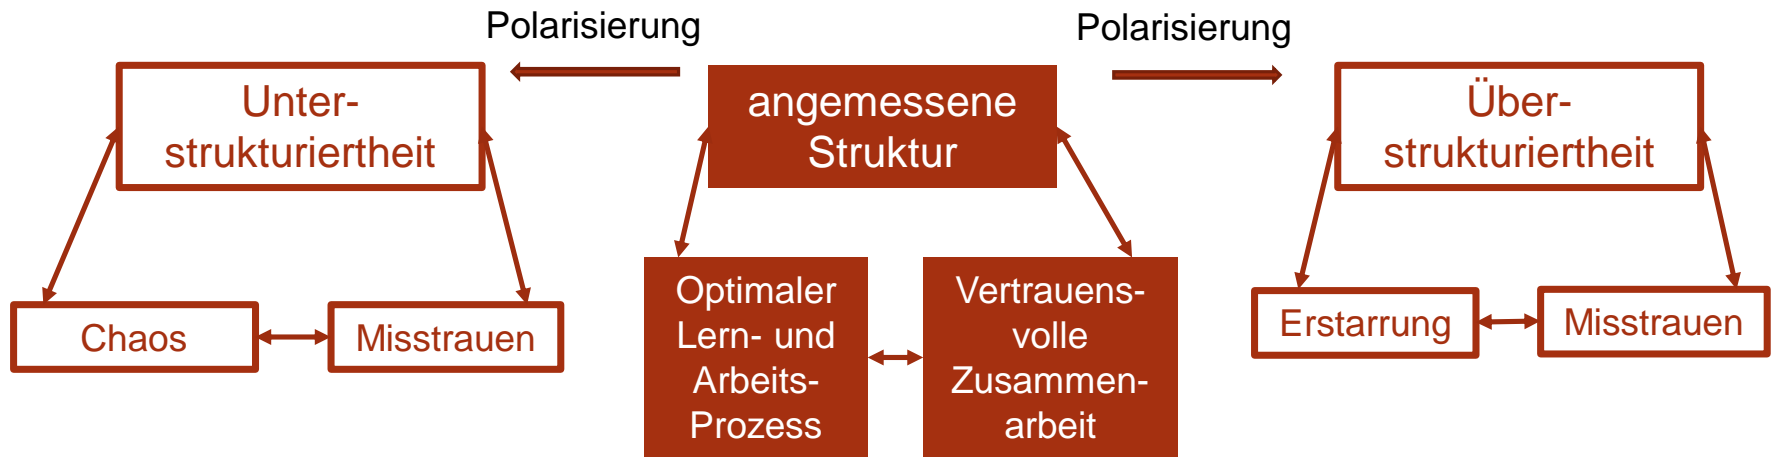 Polarisierung
Polarisierung
Unter-
strukturiertheit
angemessene
Struktur
Über-
strukturiertheit
Chaos
Misstrauen
Optimaler
Lern- und
Arbeits-
Prozess
Vertrauens-
volle
Zusammen-
arbeit
Erstarrung
Misstrauen